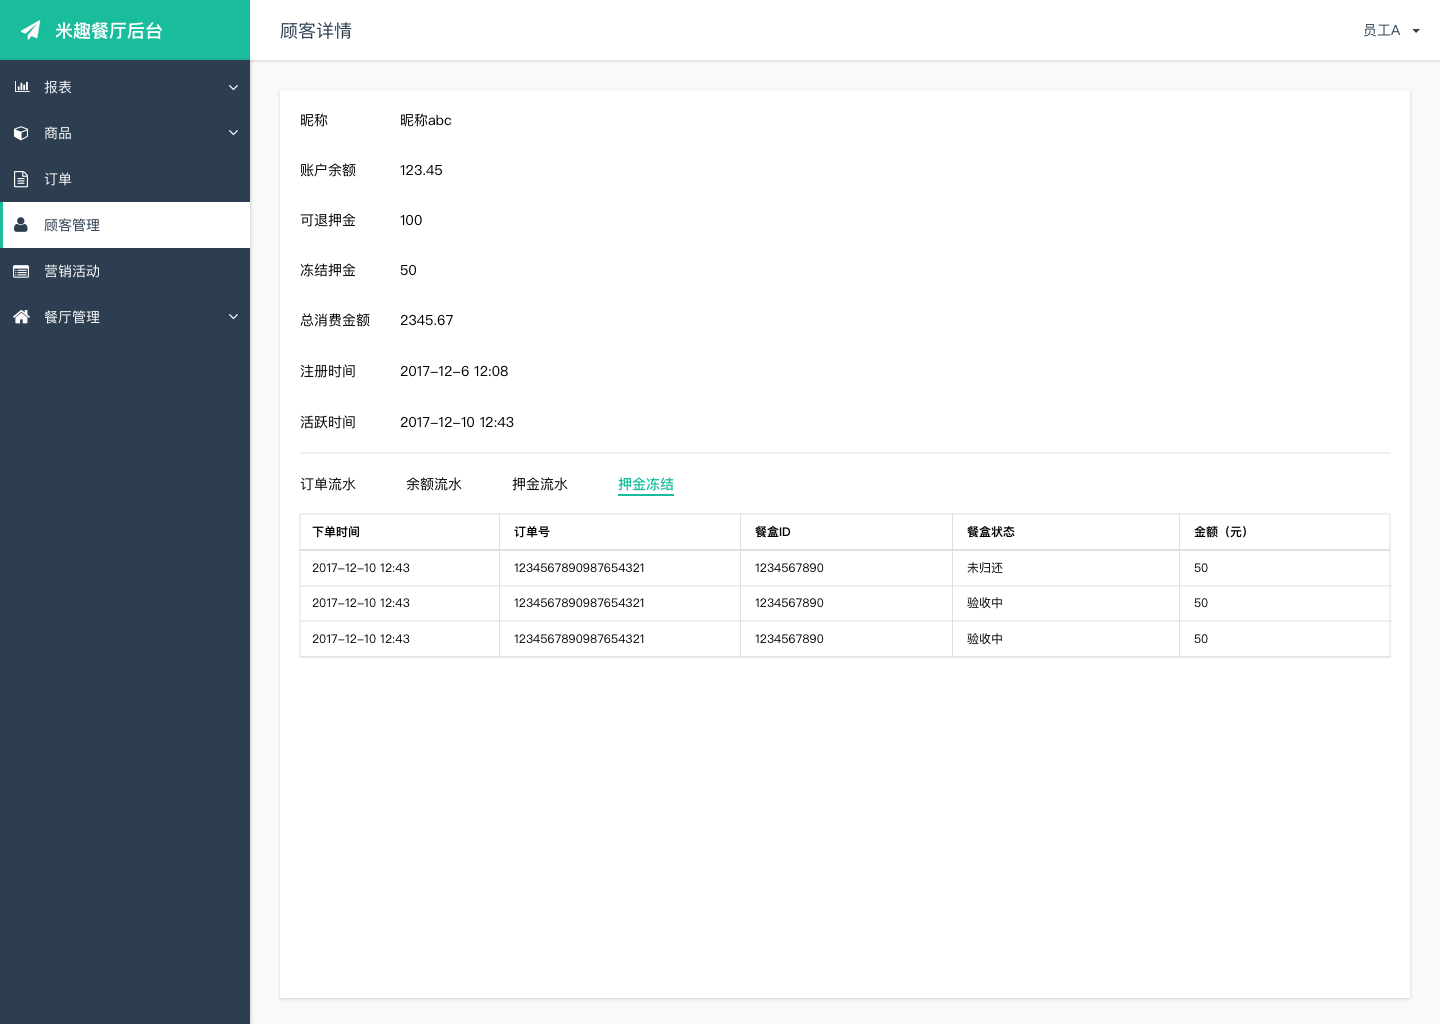 米趣餐厅后台
顾客详情
员工A
报表
商品
订单
顾客管理
营销活动
餐厅管理
昵称 昵称abc
账户余额 123.45
可退押金 100
冻结押金 50
总消费金额 2345.67
注册时间 2017-12-6 12:08
活跃时间 2017-12-10 12:43
订单流水 余额流水 押金流水 押金冻结
下单时间 订单号 餐盒ID 餐盒状态 金额（元）
2017-12-10 12:43 1234567890987654321 1234567890 未归还 50
2017-12-10 12:43 1234567890987654321 1234567890 验收中 50
2017-12-10 12:43 1234567890987654321 1234567890 验收中 50